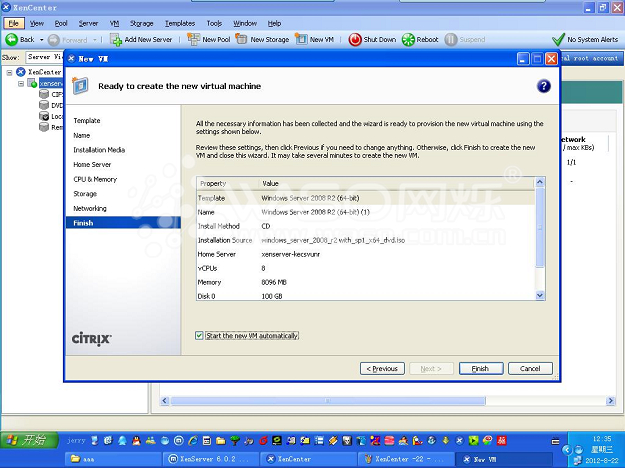 XenCenter
File View Pool Server VM Storage Templates Tools Window Help
Back Forward Add New Server New Pool New Storage New VM Shut Down Reboot Suspend No System Alerts
Show: Server Vi
XenCenter
xenserv
CIF
DVD
Loca
Rem
al root account
etwork
/ max KBs)
1/1
-
New VM
Ready to create the new virtual machine
Template
Name
Installation Media
Home Server
CPU & Memory
Storage
Networking
Finish
CITRIX
All the necessary information has been collected and the wizard is ready to provision the new virtual machine using the
settings shown below.
Review these settings, then click Previous if you need to change anything. Otherwise, click Finish to create the new
VM and close this wizard. It may take several minutes to create the new VM.
Property Value
Template Windows Server 2008 R2 (64-bit)
Name Windows Server 2008 R2 (64-bit) (1)
Install Method CD
Installation Source windows_server_2008_r2 with_sp1_x64_dvd.iso
Home Server xenserver-kecsvunr
vCPUs 8
Memory 8096 MB
Disk 0 100 GB
Start the new VM automatically
< Previous Next > Finish Cancel
开始 jerry
aaa XenServer 6.0.2 ... XenCenter XenCenter -22 - ... New VM
12:35
星期三
2012-8-22